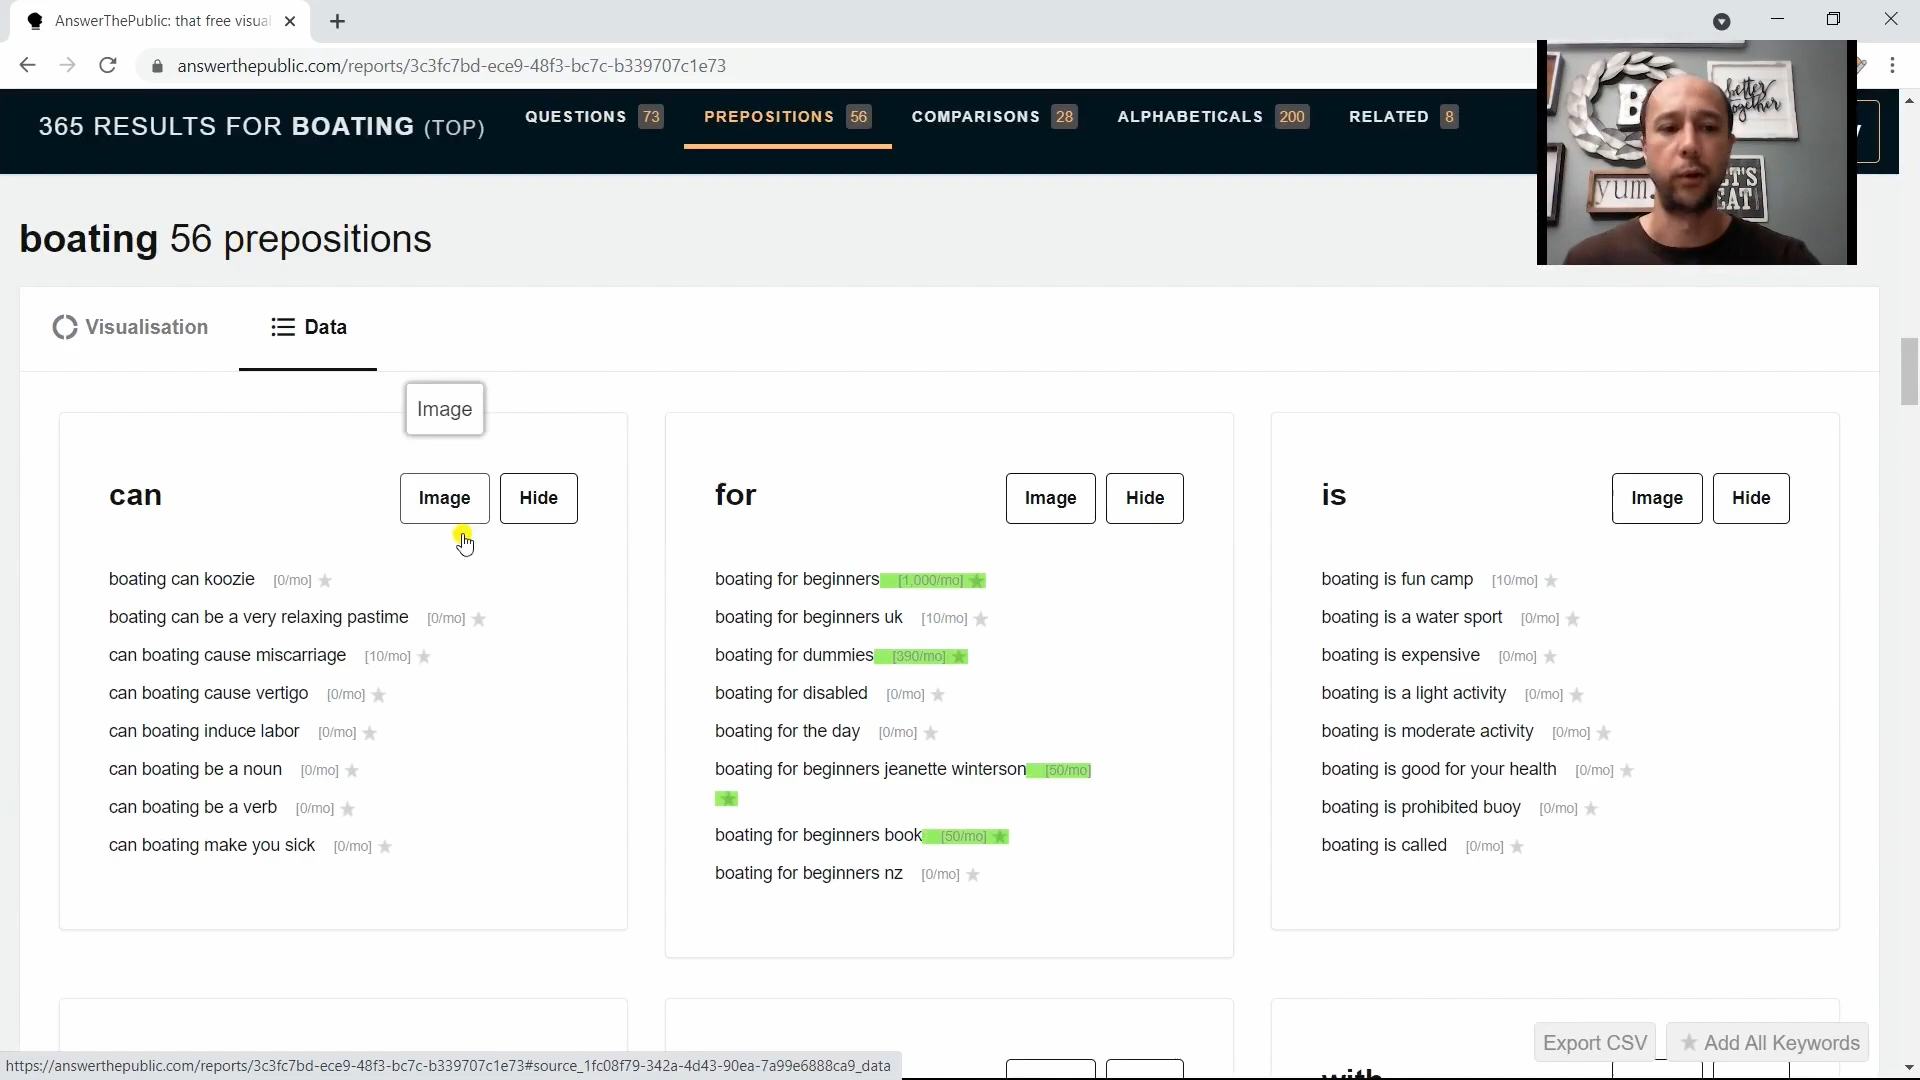 AnswerThePublic: that free visual
answerthepublic.com/reports/3c3fc7bd-ece9-48f3-bc7c-b339707c1e73
365 RESULTS FOR BOATING (TOP)
QUESTIONS 73
PREPOSITIONS 56
COMPARISONS 28
ALPHABETICALS 200
RELATED 8
B
better together
yum.
LET'S
EAT
boating 56 prepositions
Visualisation
Data
Image
can
Image
Hide
boating can koozie [0/mo]
boating can be a very relaxing pastime [0/mo]
can boating cause miscarriage [10/mo]
can boating cause vertigo [0/mo]
can boating induce labor [0/mo]
can boating be a noun [0/mo]
can boating be a verb [0/mo]
can boating make you sick [0/mo]
for
Image
Hide
boating for beginners [1,000/mo]
boating for beginners uk [10/mo]
boating for dummies [390/mo]
boating for disabled [0/mo]
boating for the day [0/mo]
boating for beginners jeanette winterson [50/mo]
boating for beginners book [50/mo]
boating for beginners nz [0/mo]
is
Image
Hide
boating is fun camp [10/mo]
boating is a water sport [0/mo]
boating is expensive [0/mo]
boating is a light activity [0/mo]
boating is moderate activity [0/mo]
boating is good for your health [0/mo]
boating is prohibited buoy [0/mo]
boating is called [0/mo]
with
Export CSV
Add All Keywords
https://answerthepublic.com/reports/3c3fc7bd-ece9-48f3-bc7c-b339707c1e73#source_1fc08f79-342a-4d43-90ea-7a99e6888ca9_data